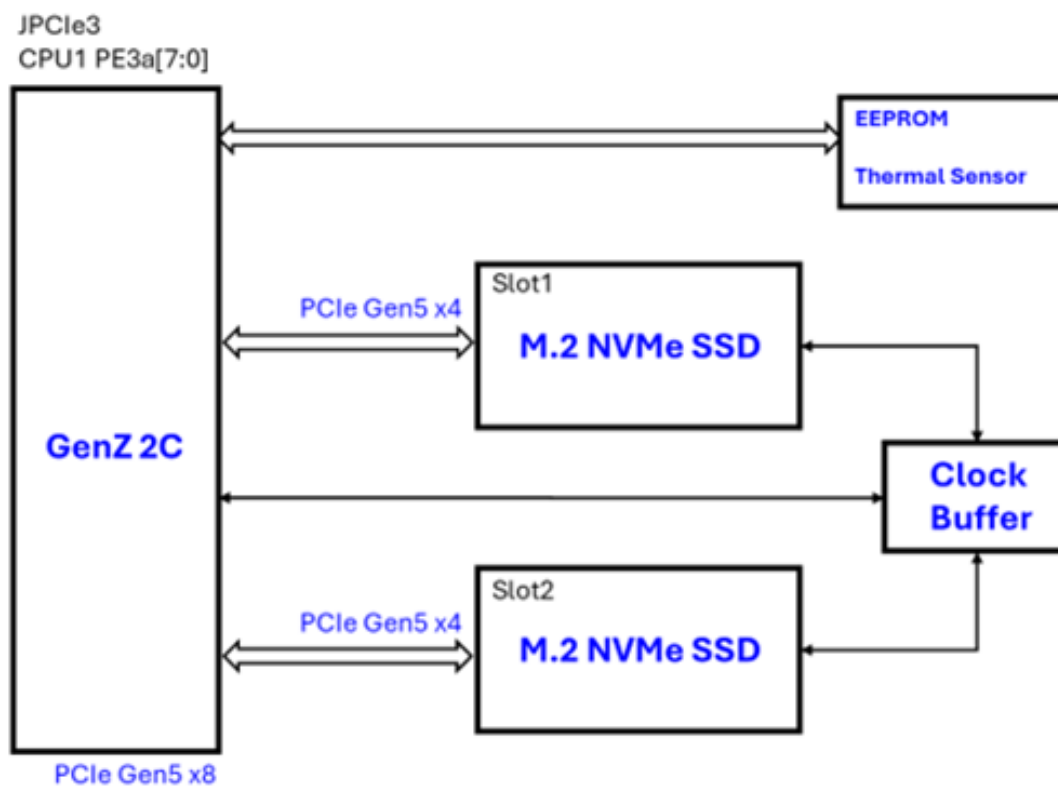 JPCIe3
CPU1 PE3a[7:0]
EEPROM
Thermal Sensor
Slot1
PCIe Gen5 x4
M.2 NVMe SSD
GenZ 2C
Clock
Buffer
Slot2
PCIe Gen5 x4
M.2 NVMe SSD
PCIe Gen5 x8